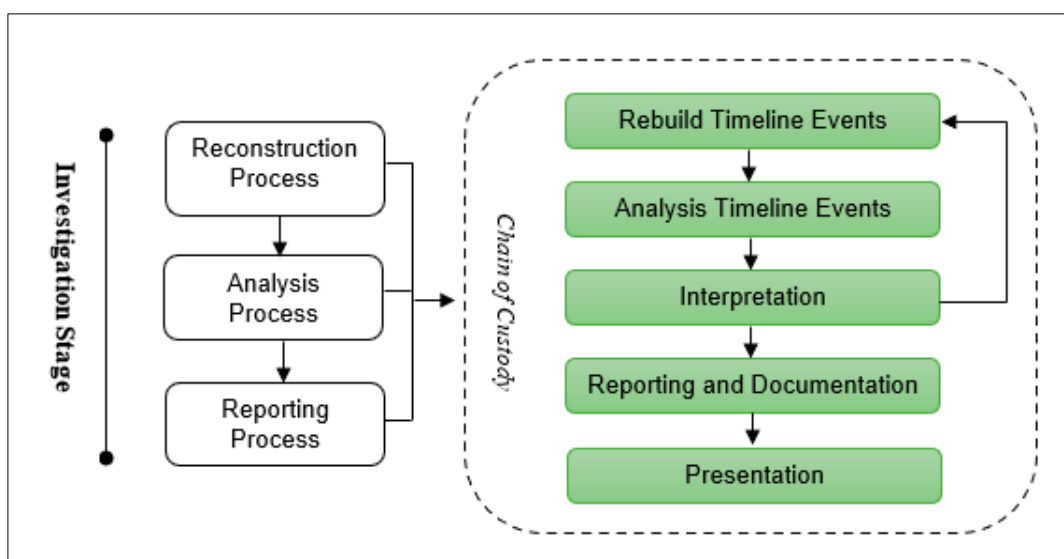 Investigation Stage
Reconstruction
Process
Analysis
Process
Reporting
Process
Chain of Custody
Rebuild Timeline Events
Analysis Timeline Events
Interpretation
Reporting and Documentation
Presentation